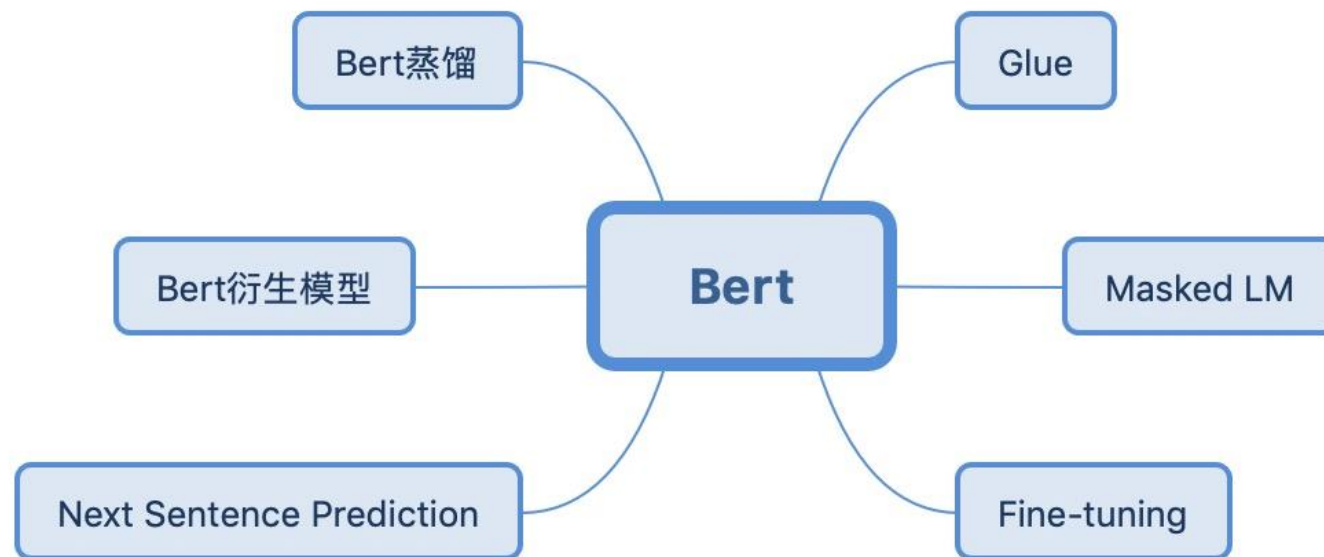 Bert蒸馏
Glue
Bert衍生模型
Bert
Masked LM
Next Sentence Prediction
Fine-tuning